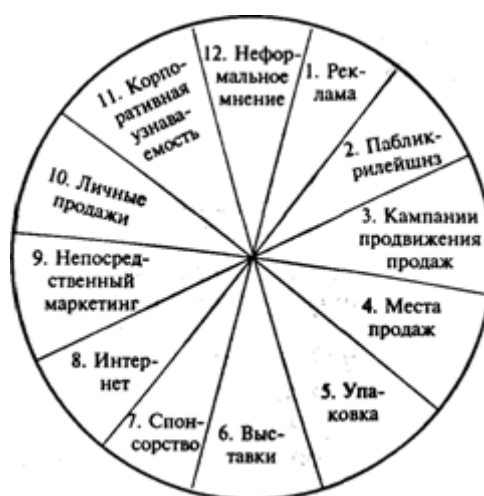 1. Рек-
лама
2. Паблик-
рилейшнз
3. Кампании
продвижения
продаж
4. Места
продаж
5. Упа-
ковка
6. Выс-
тавки
7. Спон-
сорство
8. Интер-
нет
9. Непосред-
ственный
маркетинг
10. Личные
продажи
11. Корпо-
ративная
узнава-
емость
12. Нефор-
мальное
мнение